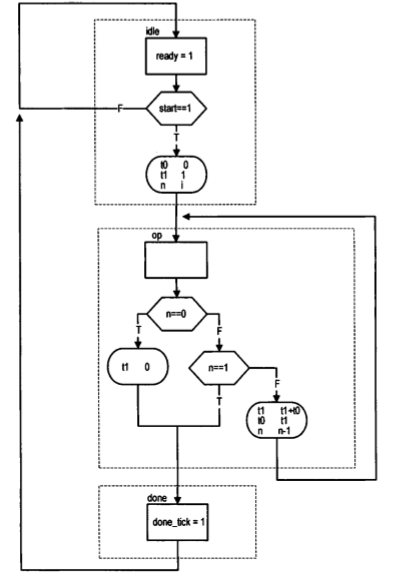 idle
ready = 1
F
start==1
T
t0 0
t1 1
n i
op
n==0
T
F
t1 0
n==1
F
T
t1 t1+t0
t0 t1
n n-1
done
done_tick = 1